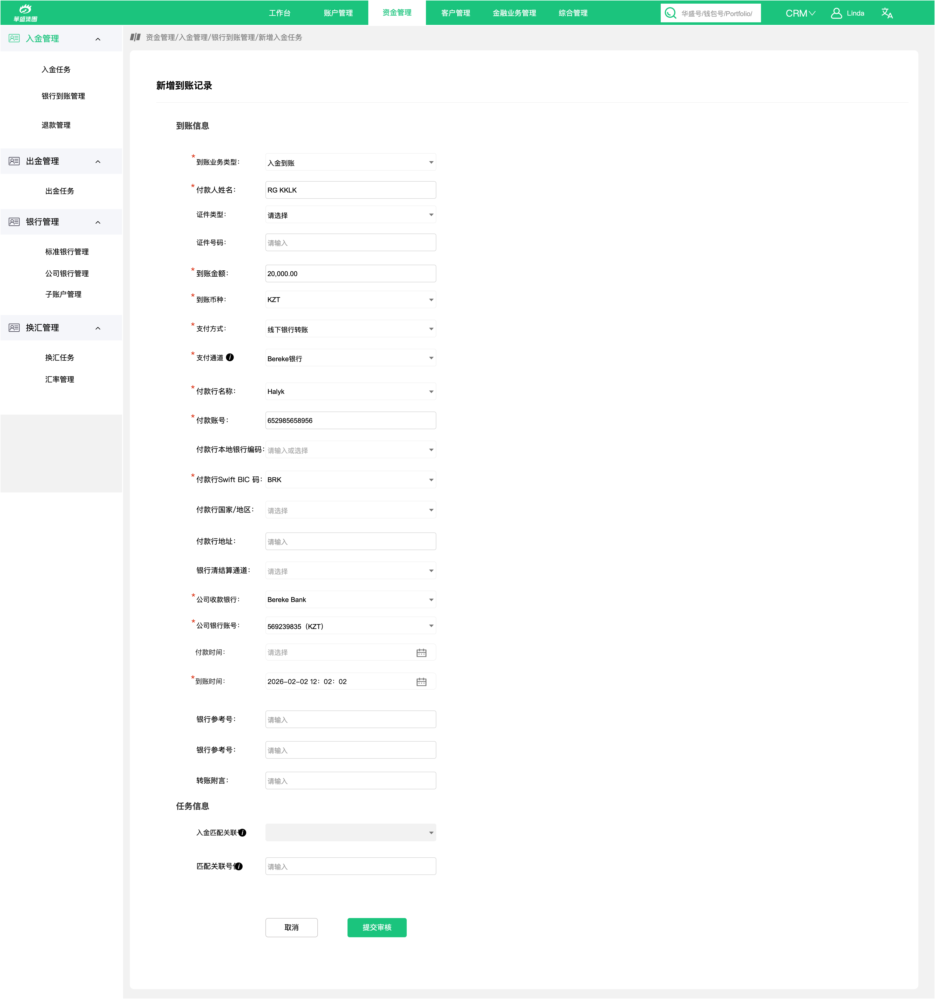 華盛集團
工作台
账户管理
资金管理
客户管理
金融业务管理
综合管理
华盛号/钱包号/Portfolio/
CRM
Linda
文A
入金管理
入金任务
银行到账管理
退款管理
出金管理
出金任务
银行管理
标准银行管理
公司银行管理
子账户管理
换汇管理
换汇任务
汇率管理
资金管理/入金管理/银行到账管理/新增入金任务
新增到账记录
到账信息
*到账业务类型： 入金到账
*付款人姓名： RG KKLK
证件类型： 请选择
证件号码： 请输入
*到账金额： 20,000.00
*到账币种： KZT
*支付方式： 线下银行转账
*支付通道 i Bereke银行
*付款行名称： Halyk
*付款账号： 652985658956
付款行本地银行编码： 请输入或选择
*付款行Swift BIC 码： BRK
付款行国家/地区： 请选择
付款行地址： 请输入
银行清结算通道： 请选择
*公司收款银行： Bereke Bank
*公司银行账号： 569239835（KZT）
付款时间： 请选择
*到账时间： 2026-02-02 12：02：02
银行参考号： 请输入
银行参考号： 请输入
转账附言： 请输入
任务信息
入金匹配关联 i
匹配关联号 i 请输入
取消
提交审核